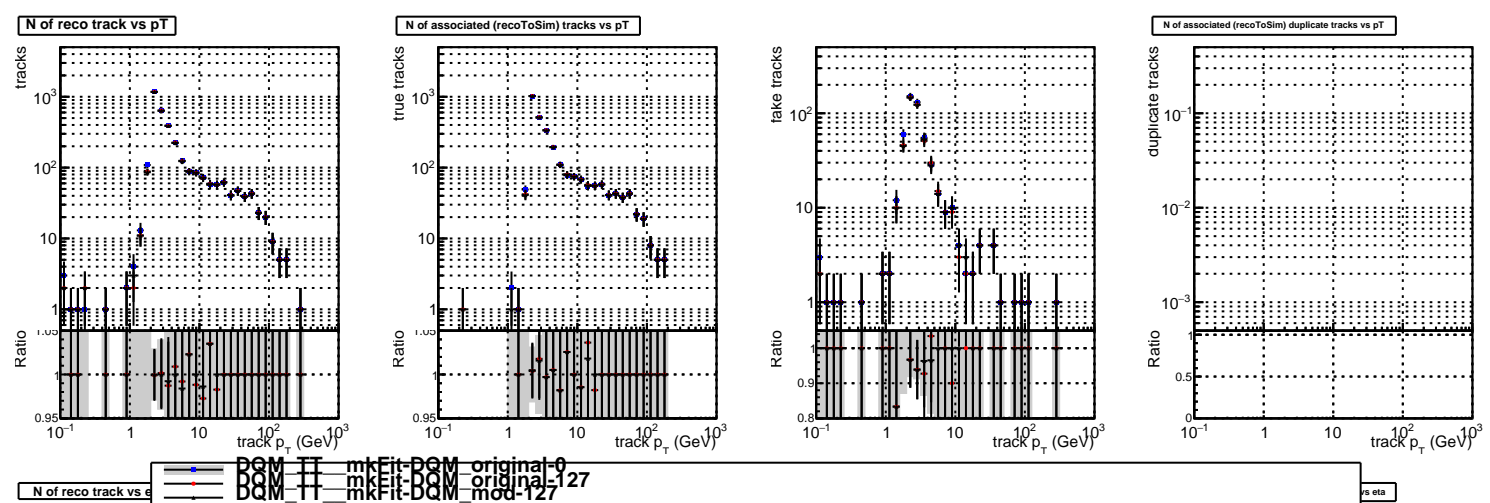 N of reco track vs pT
N of associated (recoToSim) tracks vs pT
N of associated (recoToSim) duplicate tracks vs pT
tracks
10³
10²
10
1
Ratio
1.05
1
0.95
10⁻¹ 1 10 10² 10³
track p_T (GeV)
true tracks
10³
10²
10
1
Ratio
1.05
1
0.95
10⁻¹ 1 10 10² 10³
track p_T (GeV)
fake tracks
10²
10
1
Ratio
1
0.9
0.8
10⁻¹ 1 10 10² 10³
track p_T (GeV)
duplicate tracks
10⁻¹
10⁻²
10⁻³
Ratio
1
0.5
0
10⁻¹ 1 10 10² 10³
track p_T (GeV)
DQM_TT__mkFit-DQM_original-0
DQM_TT__mkFit-DQM_original-127
DQM_TT__mkFit-DQM_mod-127
N of reco track vs e
vs eta